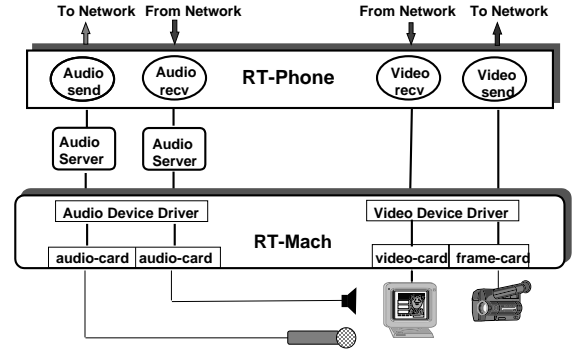 To Network From Network From Network To Network
Audio send
Audio recv
RT-Phone
Video recv
Video send
Audio Server
Audio Server
Audio Device Driver
Video Device Driver
RT-Mach
audio-card audio-card video-card frame-card